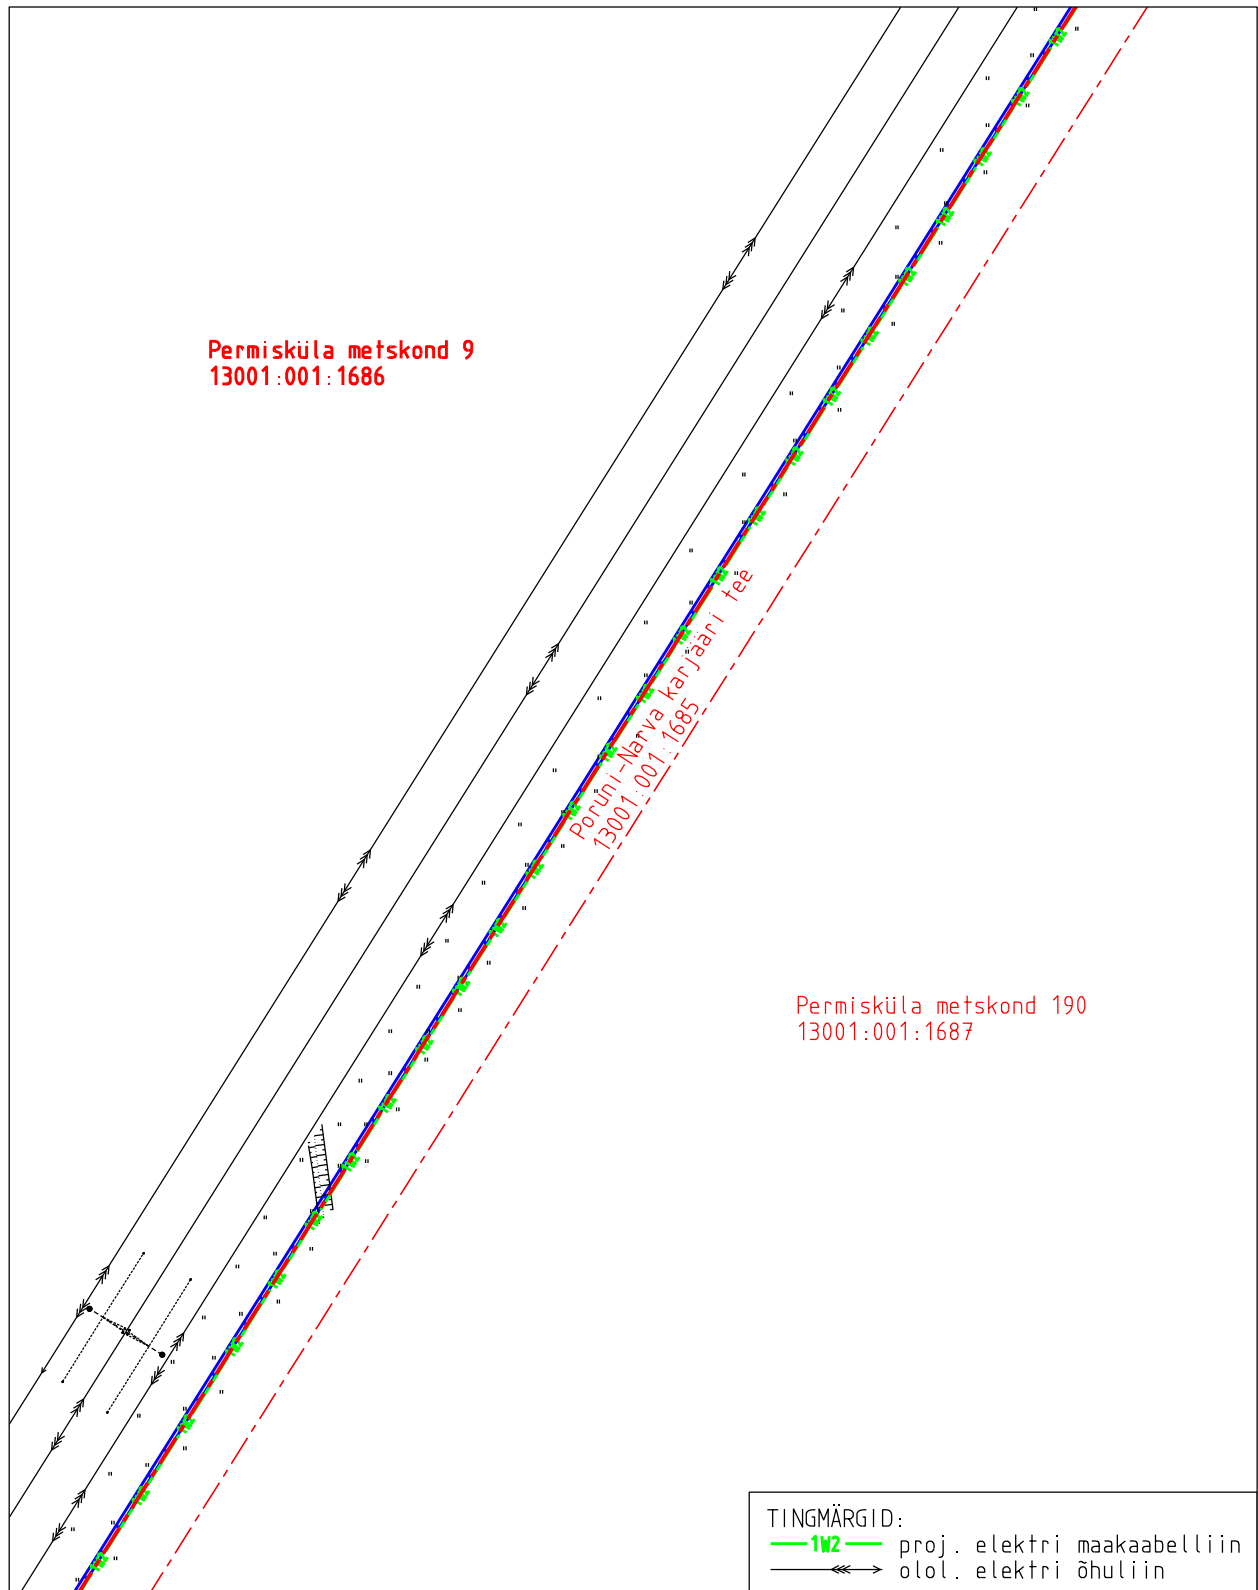 Permisküla metskond 9
13001:001:1686
Poruni-Narva karjääri tee
13001:001:1685
Permisküla metskond 190
13001:001:1687
TINGMÄRGID:
1W2 proj. elektri maakaabelliin
olol. elektri õhuliin